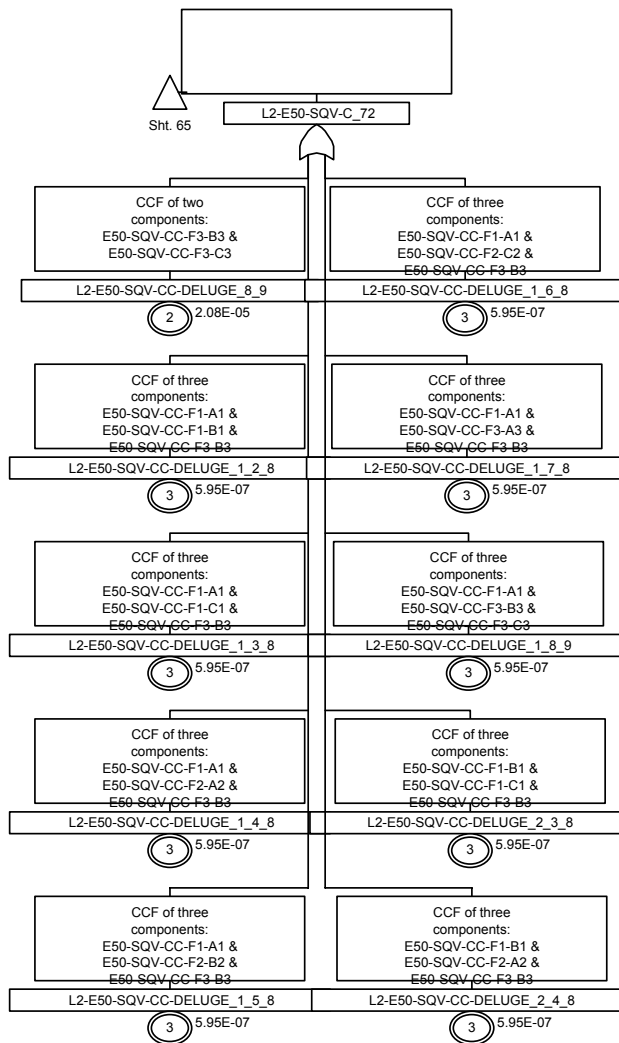 Sht. 65
L2-E50-SQV-C_72
CCF of two
components:
E50-SQV-CC-F3-B3 &
E50-SQV-CC-F3-C3
L2-E50-SQV-CC-DELUGE_8_9
2
2.08E-05
CCF of three
components:
E50-SQV-CC-F1-A1 &
E50-SQV-CC-F2-C2 &
E50-SQV-CC-F3-B3
L2-E50-SQV-CC-DELUGE_1_6_8
3
5.95E-07
CCF of three
components:
E50-SQV-CC-F1-A1 &
E50-SQV-CC-F1-B1 &
E50-SQV-CC-F3-B3
L2-E50-SQV-CC-DELUGE_1_2_8
3
5.95E-07
CCF of three
components:
E50-SQV-CC-F1-A1 &
E50-SQV-CC-F3-A3 &
E50-SQV-CC-F3-B3
L2-E50-SQV-CC-DELUGE_1_7_8
3
5.95E-07
CCF of three
components:
E50-SQV-CC-F1-A1 &
E50-SQV-CC-F1-C1 &
E50-SQV-CC-F3-B3
L2-E50-SQV-CC-DELUGE_1_3_8
3
5.95E-07
CCF of three
components:
E50-SQV-CC-F1-A1 &
E50-SQV-CC-F3-B3 &
E50-SQV-CC-F3-C3
L2-E50-SQV-CC-DELUGE_1_8_9
3
5.95E-07
CCF of three
components:
E50-SQV-CC-F1-A1 &
E50-SQV-CC-F2-A2 &
E50-SQV-CC-F3-B3
L2-E50-SQV-CC-DELUGE_1_4_8
3
5.95E-07
CCF of three
components:
E50-SQV-CC-F1-B1 &
E50-SQV-CC-F1-C1 &
E50-SQV-CC-F3-B3
L2-E50-SQV-CC-DELUGE_2_3_8
3
5.95E-07
CCF of three
components:
E50-SQV-CC-F1-A1 &
E50-SQV-CC-F2-B2 &
E50-SQV-CC-F3-B3
L2-E50-SQV-CC-DELUGE_1_5_8
3
5.95E-07
CCF of three
components:
E50-SQV-CC-F1-B1 &
E50-SQV-CC-F2-A2 &
E50-SQV-CC-F3-B3
L2-E50-SQV-CC-DELUGE_2_4_8
3
5.95E-07